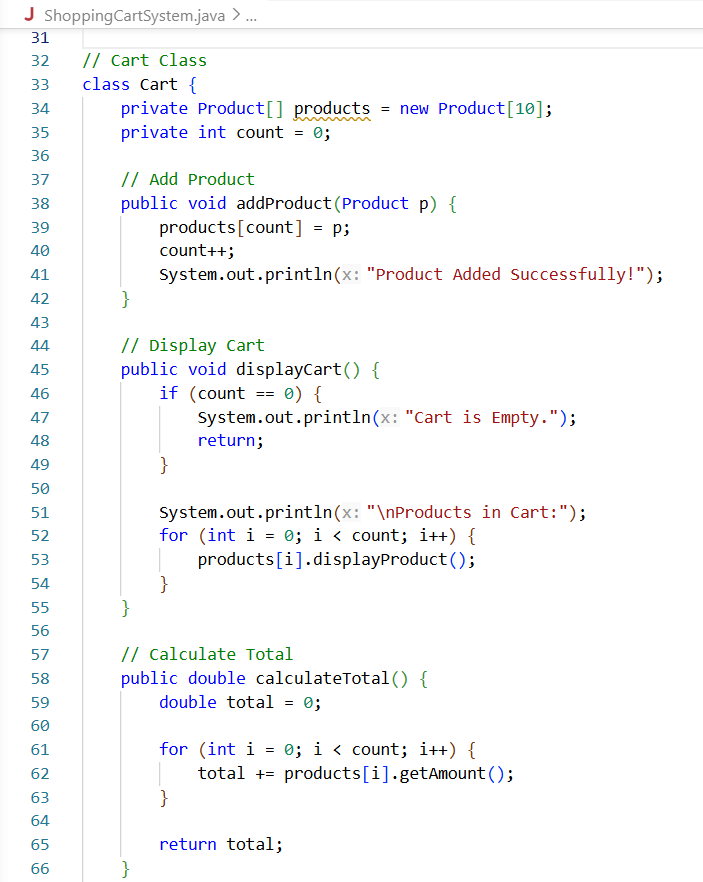 J ShoppingCartSystem.java > ...
31
32 // Cart Class
33 class Cart {
34     private Product[] products = new Product[10];
35     private int count = 0;
36
37     // Add Product
38     public void addProduct(Product p) {
39         products[count] = p;
40         count++;
41         System.out.println(x: "Product Added Successfully!");
42     }
43
44     // Display Cart
45     public void displayCart() {
46         if (count == 0) {
47             System.out.println(x: "Cart is Empty.");
48             return;
49         }
50
51         System.out.println(x: "\nProducts in Cart:");
52         for (int i = 0; i < count; i++) {
53             products[i].displayProduct();
54         }
55     }
56
57     // Calculate Total
58     public double calculateTotal() {
59         double total = 0;
60
61         for (int i = 0; i < count; i++) {
62             total += products[i].getAmount();
63         }
64
65         return total;
66     }